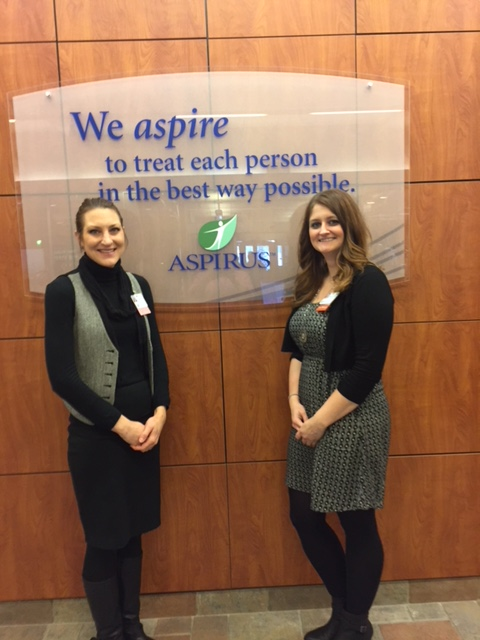 We aspire
to treat each person
in the best way possible.
ASPIRUS